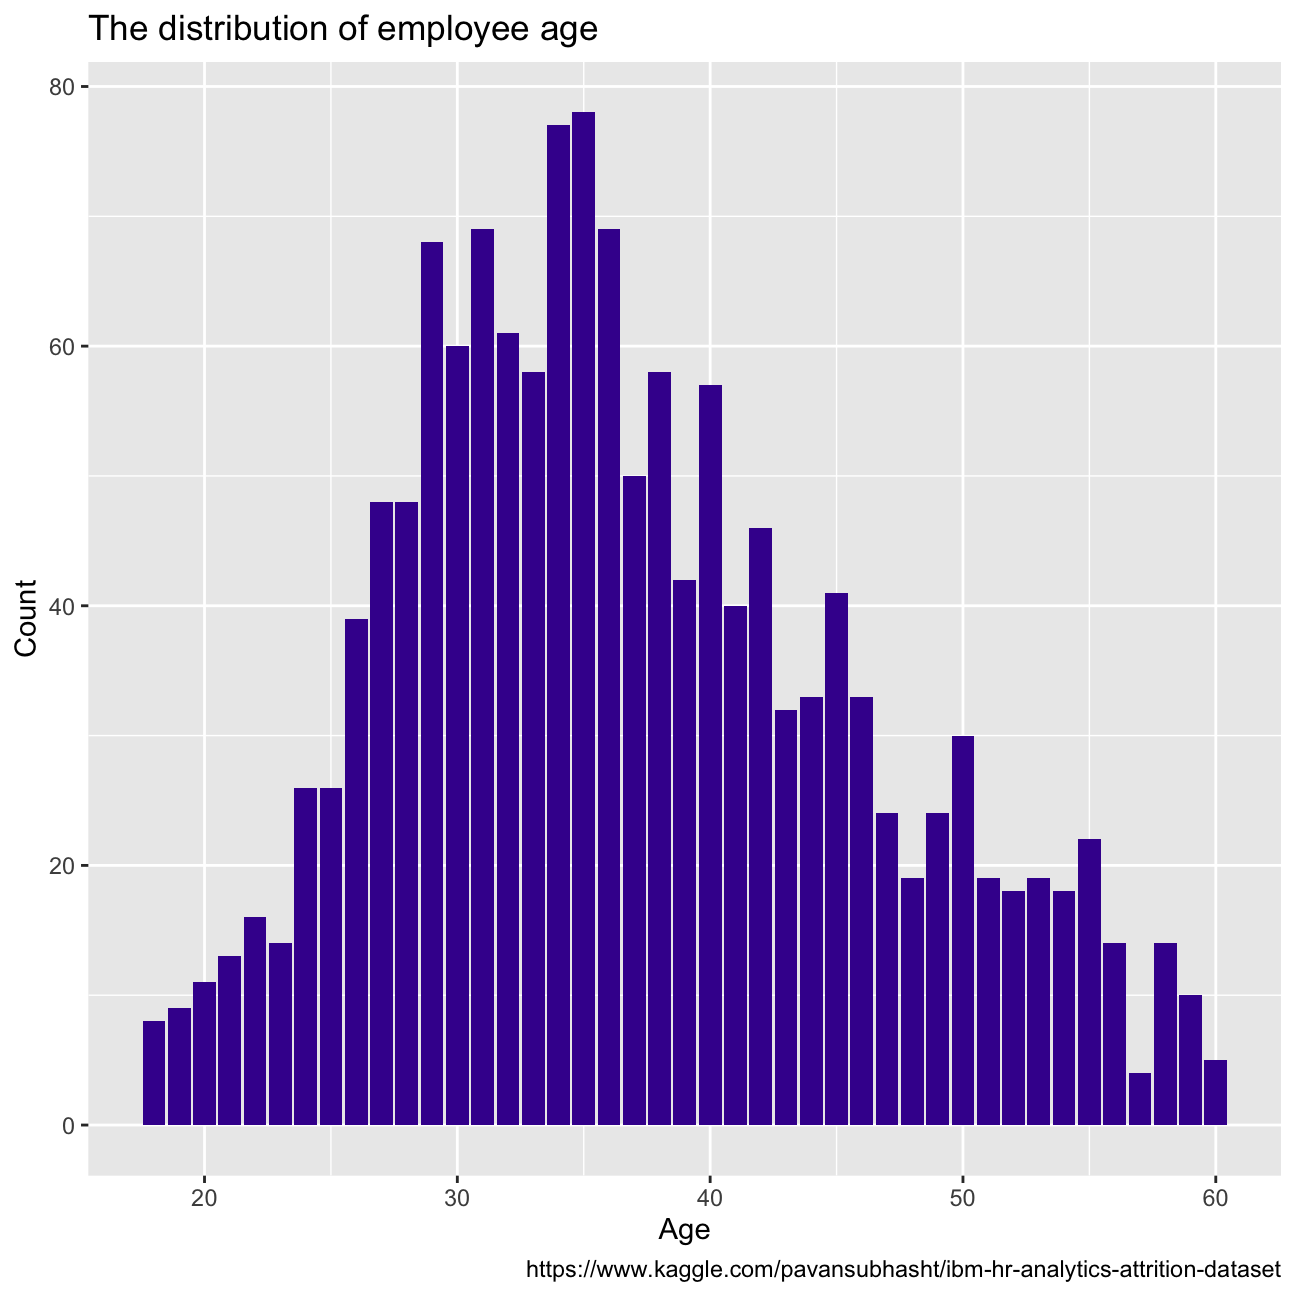 The distribution of employee age
80
60
40
20
0
Count
20 30 40 50 60
Age
https://www.kaggle.com/pavansubhasht/ibm-hr-analytics-attrition-dataset